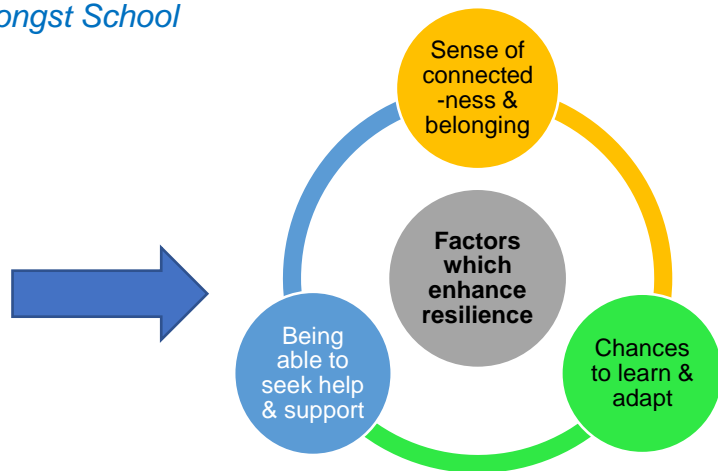 ongst School
Sense of
connected
-ness &
belonging
Factors
which
enhance
resilience
Being
able to
seek help
& support
Chances
to learn &
adapt